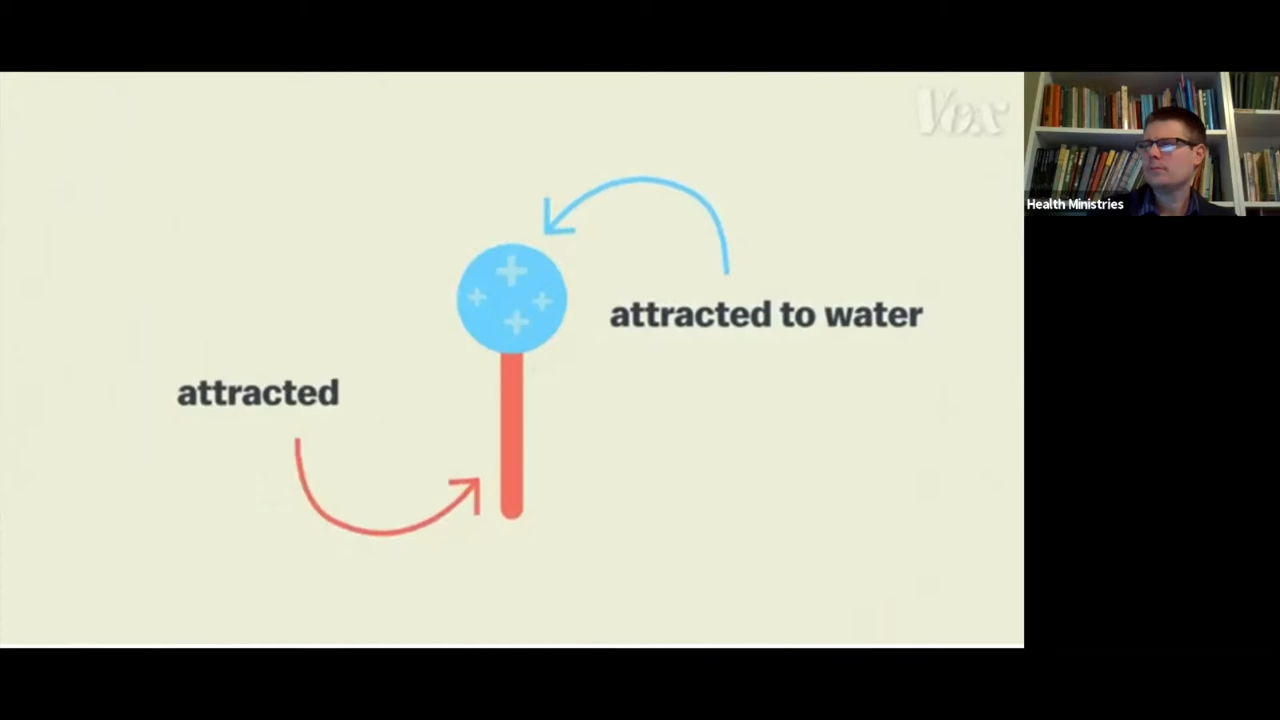 Vox
attracted to water
attracted
Health Ministries